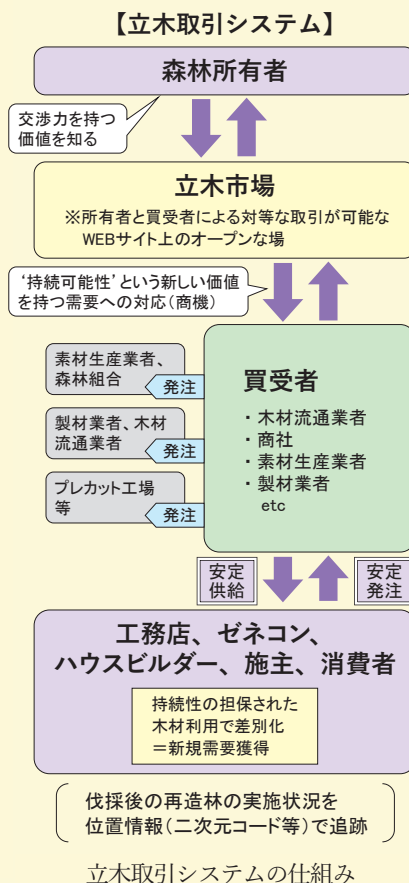 【立木取引システム】
森林所有者
交渉力を持つ
価値を知る
立木市場
※所有者と買受者による対等な取引が可能な
WEBサイト上のオープンな場
‘持続可能性’という新しい価値
を持つ需要への対応（商機）
素材生産業者、
森林組合
発注
製材業者、木材
流通業者
発注
プレカット工場
等
発注
買受者
・木材流通業者
・商社
・素材生産業者
・製材業者
etc
安定
供給
安定
発注
工務店、ゼネコン、
ハウスビルダー、施主、消費者
持続性の担保された
木材利用で差別化
＝新規需要獲得
伐採後の再造林の実施状況を
位置情報（二次元コード等）で追跡
立木取引システムの仕組み